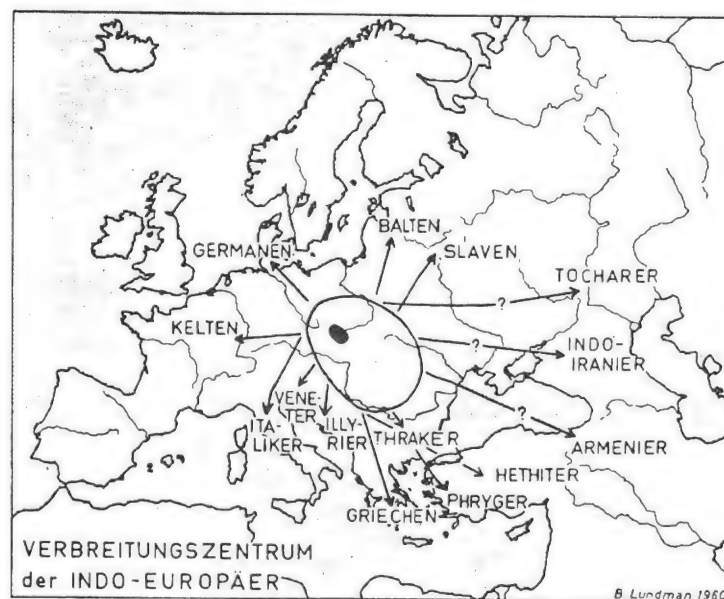 BALTEN
GERMANEN
SLAVEN
TOCHARER
?
KELTEN
?
INDO-
IRANIER
VENE-
TER
ITA-
LIKER
ILLY-
RIER
THRAKER
?
ARMENIER
HETHITER
PHRYGER
GRIECHEN
VERBREITUNGSZENTRUM
der INDO-EUROPÄER
B. Lundman 1960